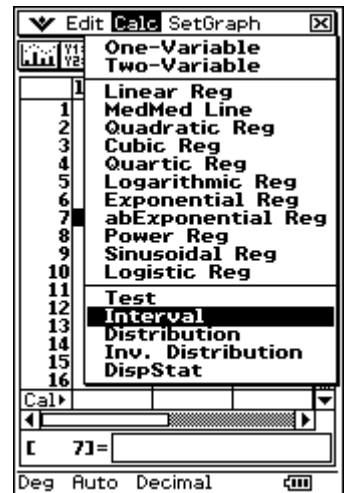 Edit Calc SetGraph
One-Variable
Two-Variable
Linear Reg
MedMed Line
Quadratic Reg
Cubic Reg
Quartic Reg
Logarithmic Reg
Exponential Reg
abExponential Reg
Power Reg
Sinusoidal Reg
Logistic Reg
Test
Interval
Distribution
Inv. Distribution
DispStat
1
2
3
4
5
6
7
8
9
10
11
12
13
14
15
16
Cal▸
[ 7]=
Deg Auto Decimal